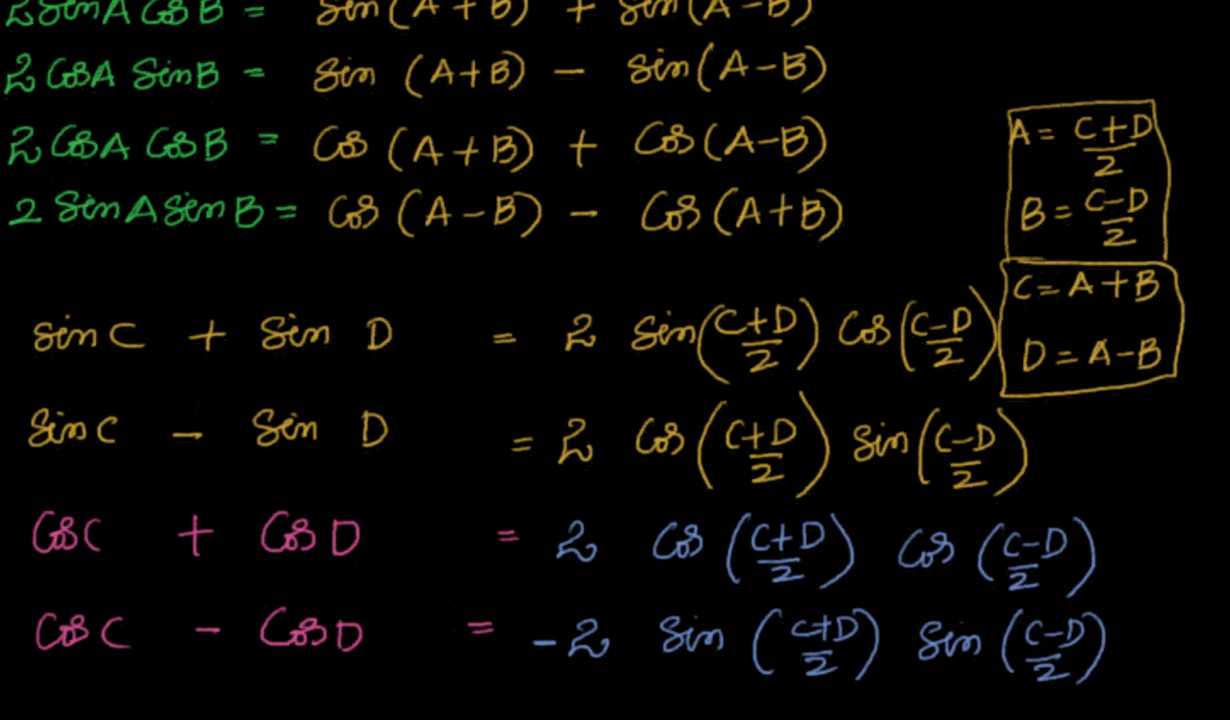 2 Sin A Cos B = Sin (A + B) + Sin (A - B)
2 Cos A Sin B = Sin (A+B) - Sin (A-B)
2 Cos A Cos B = Cos (A+B) + Cos (A-B)
2 Sin A Sin B = Cos (A-B) - Cos (A+B)
A = C+D/2
B = C-D/2
C = A+B
D = A-B
Sin C + Sin D = 2 Sin (C+D/2) Cos (C-D/2)
Sin C - Sin D = 2 Cos (C+D/2) Sin (C-D/2)
Cos C + Cos D = 2 Cos (C+D/2) Cos (C-D/2)
Cos C - Cos D = -2 Sin (C+D/2) Sin (C-D/2)